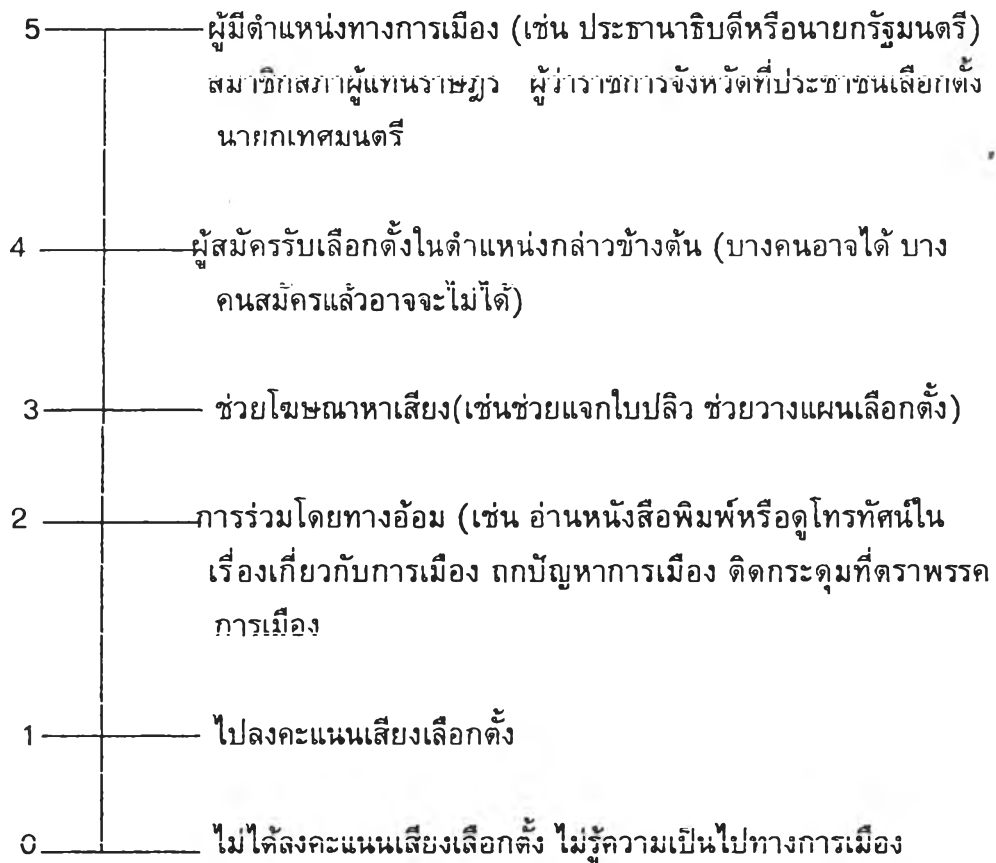 5 ผู้มีตำแหน่งทางการเมือง (เช่น ประธานาธิบดีหรือนายกรัฐมนตรี)
สมาชิกสภาผู้แทนราษฎร ผู้ว่าราชการจังหวัดที่ประชาชนเลือกตั้ง
นายกเทศมนตรี
4 ผู้สมัครรับเลือกตั้งในตำแหน่งกล่าวข้างต้น (บางคนอาจได้ บาง
คนสมัครแล้วอาจจะไม่ได้)
3 ช่วยโฆษณาหาเสียง(เช่นช่วยแจกใบปลิว ช่วยวางแผนเลือกตั้ง)
2 การร่วมโดยทางอ้อม (เช่น อ่านหนังสือพิมพ์หรือดูโทรทัศน์ใน
เรื่องเกี่ยวกับการเมือง ถกปัญหาการเมือง ติดกระดุมที่ตราพรรค
การเมือง
1 ไปลงคะแนนเสียงเลือกตั้ง
0 ไม่ได้ลงคะแนนเสียงเลือกตั้ง ไม่รู้ความเป็นไปทางการเมือง